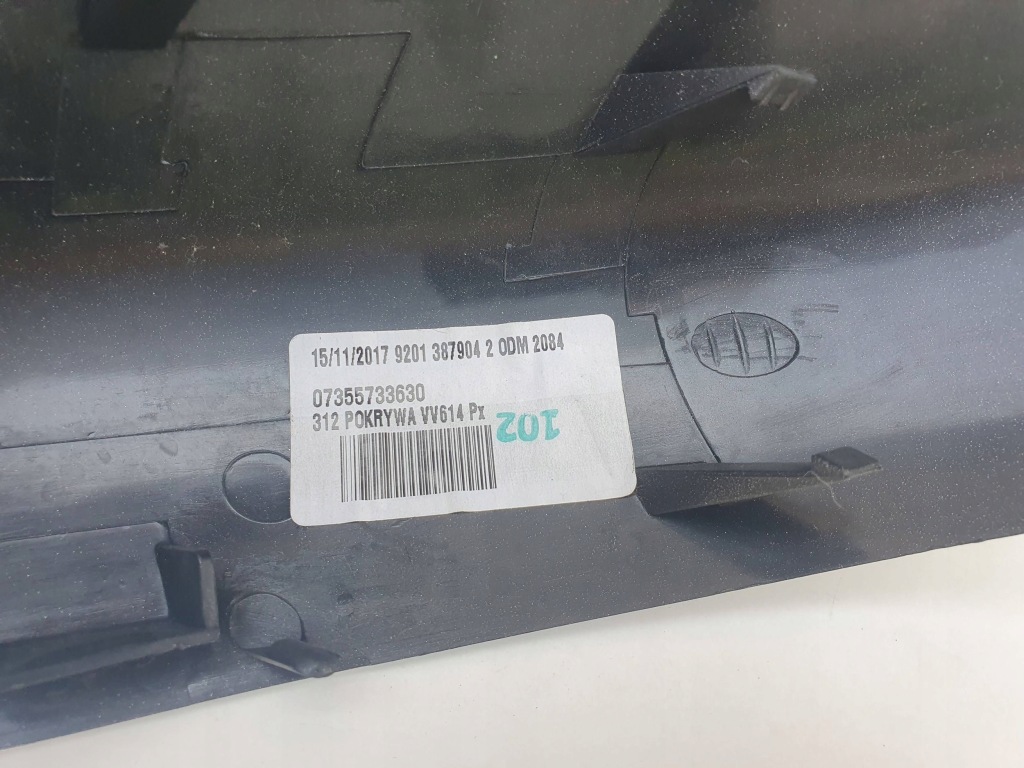 15/11/2017 9201 387904 2 ODM 2084
07355733630
312 POKRYWA VV614 Px
102